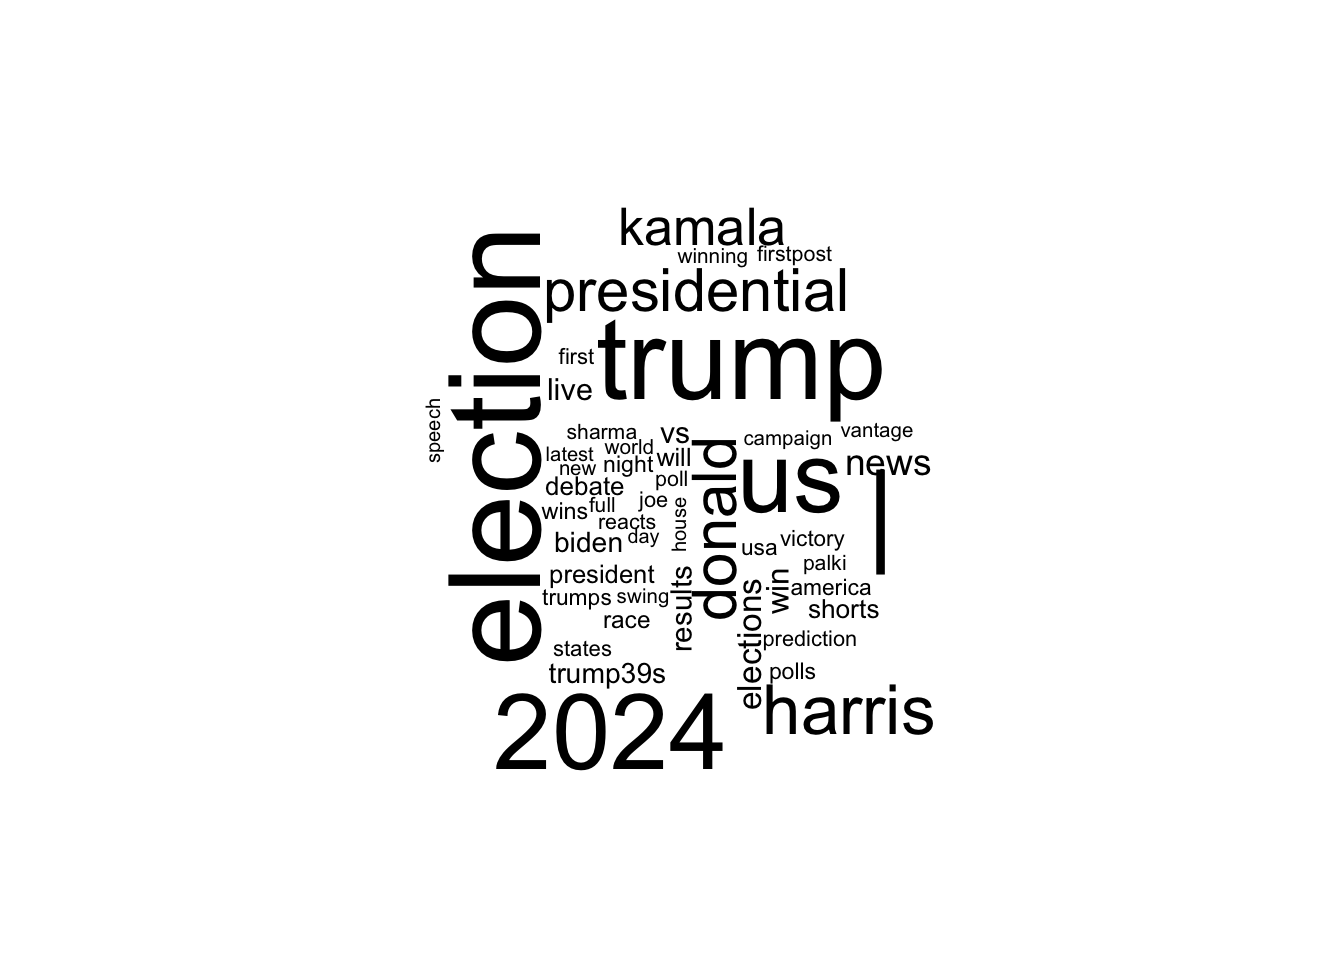 kamala
winning
firstpost
presidential
election
trump
first
live
speech
sharma
vs
campaign
vantage
latest
world
will
donald
us
news
new
night
debate
poll
|
wins
full
joe
reacts
house
biden
day
usa
victory
president
palki
trumps
swing
results
elections
win
america
shorts
race
prediction
states
trump39s
polls
2024
harris